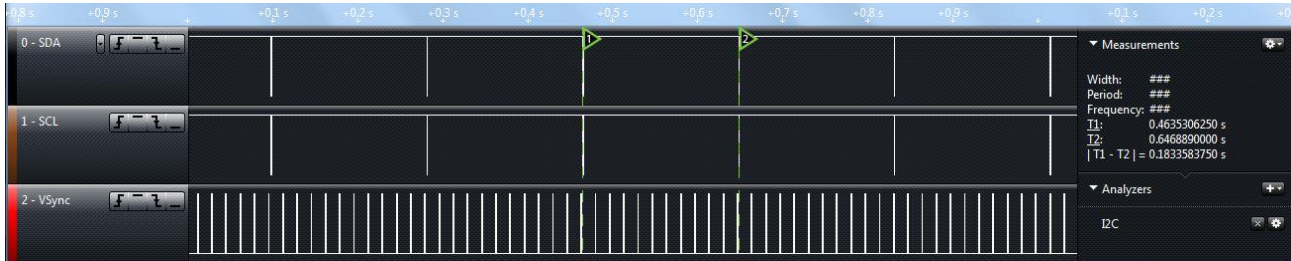 +0,8 s +0,9 s +0,1 s +0,2 s +0,3 s +0,4 s +0,5 s +0,6 s +0,7 s +0,8 s +0,9 s +0,1 s +0,2 s +0
0 - SDA
1 2
Measurements
Width: ###
Period: ###
Frequency: ###
1 - SCL
T1: 0.4635306250 s
T2: 0.6468890000 s
| T1 - T2 | = 0.1833583750 s
2 - VSync
Analyzers
I2C